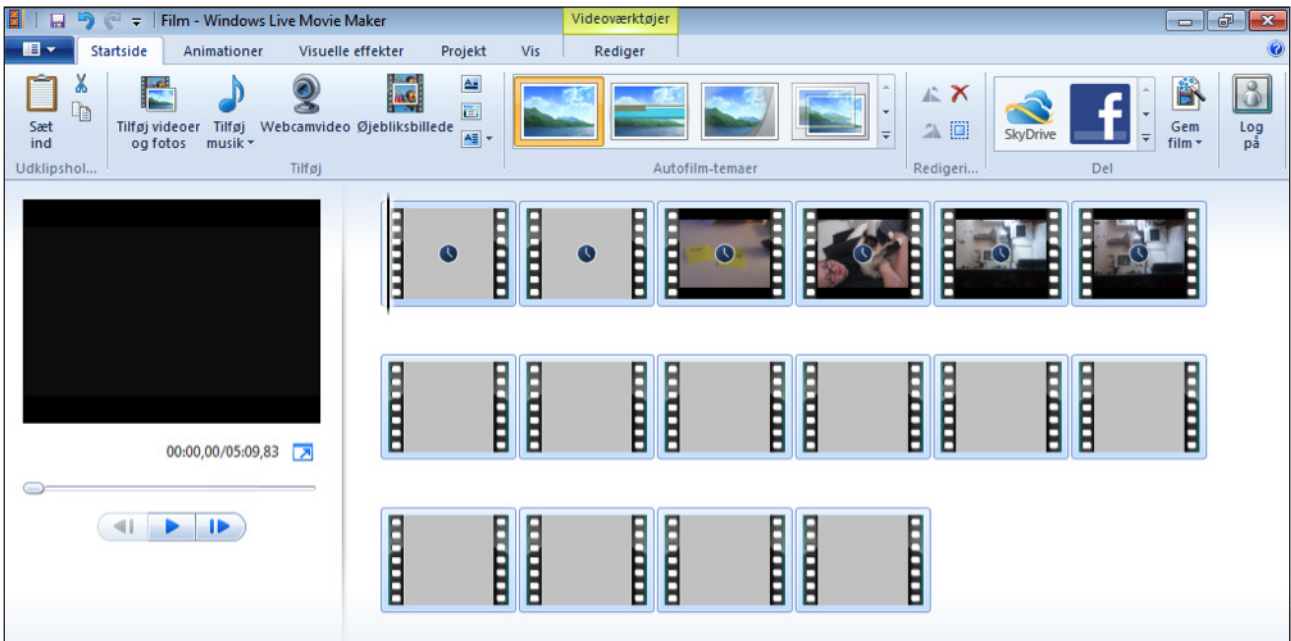 Film - Windows Live Movie Maker
Videoværktøjer
Startside
Animationer
Visuelle effekter
Projekt
Vis
Rediger
Sæt
ind
Tilføj videoer
og fotos
Tilføj
musik
Webcamvideo
Øjebliksbillede
SkyDrive
Gem
film
Log
på
Udklipshol...
Tilføj
Autofilm-temaer
Redigeri...
Del
00:00,00/05:09,83